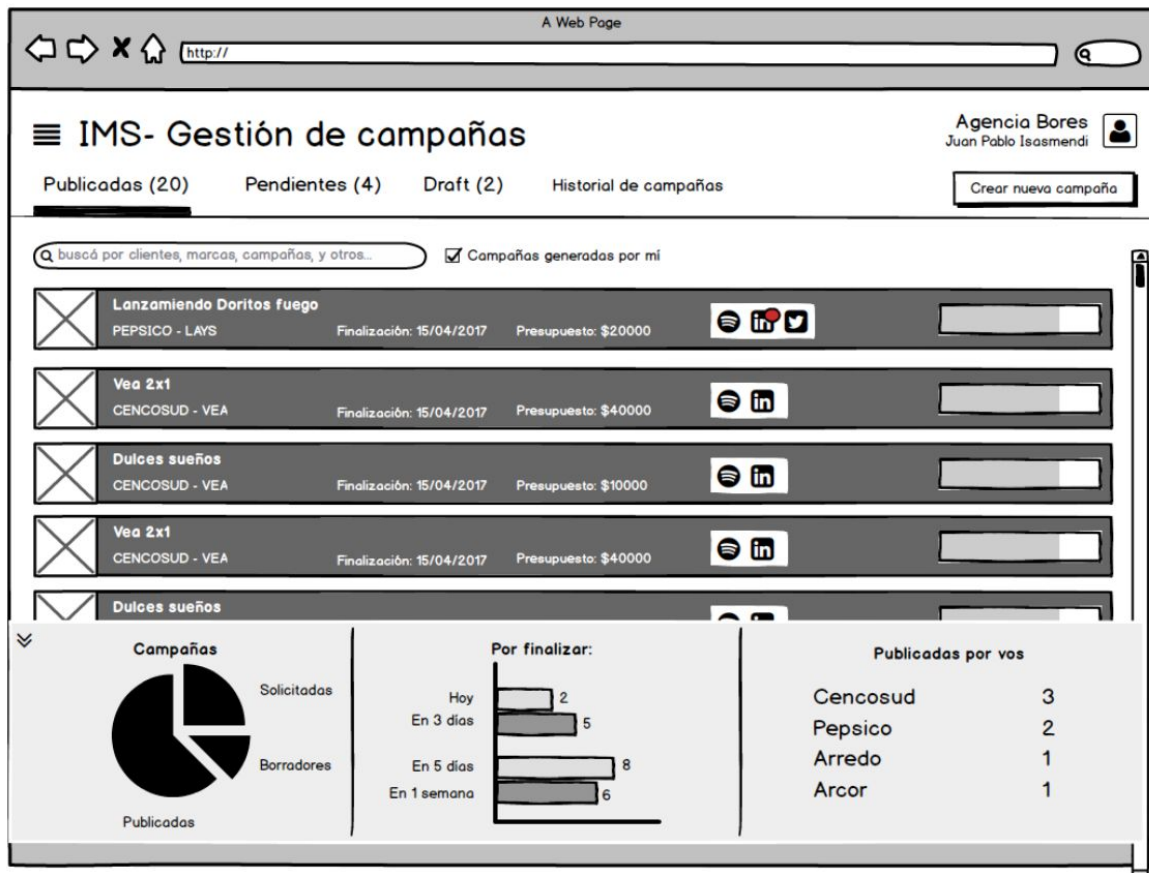 A Web Page
http://
IMS- Gestión de campañas
Agencia Bores
Juan Pablo Isasmendi
Publicadas (20)
Pendientes (4)
Draft (2)
Historial de campañas
Crear nueva campaña
buscá por clientes, marcas, campañas, y otros...
Campañas generadas por mí
Lanzamiendo Doritos fuego
PEPSICO - LAYS
Finalización: 15/04/2017
Presupuesto: $20000
in
Vea 2x1
CENCOSUD - VEA
Finalización: 15/04/2017
Presupuesto: $40000
in
Dulces sueños
CENCOSUD - VEA
Finalización: 15/04/2017
Presupuesto: $10000
in
Vea 2x1
CENCOSUD - VEA
Finalización: 15/04/2017
Presupuesto: $40000
in
Dulces sueños
Campañas
Solicitadas
Borradores
Publicadas
Por finalizar:
Hoy
2
En 3 días
5
En 5 días
8
En 1 semana
6
Publicadas por vos
Cencosud 3
Pepsico 2
Arredo 1
Arcor 1